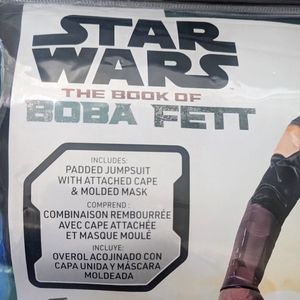 STAR
WARS
THE BOOK OF
BOBA FETT
INCLUDES:
PADDED JUMPSUIT
WITH ATTACHED CAPE
& MOLDED MASK
COMPREND :
COMBINAISON REMBOURRÉE
AVEC CAPE ATTACHÉE
ET MASQUE MOULÉ
INCLUYE:
OVEROL ACOJINADO CON
CAPA UNIDA Y MÁSCARA
MOLDEADA